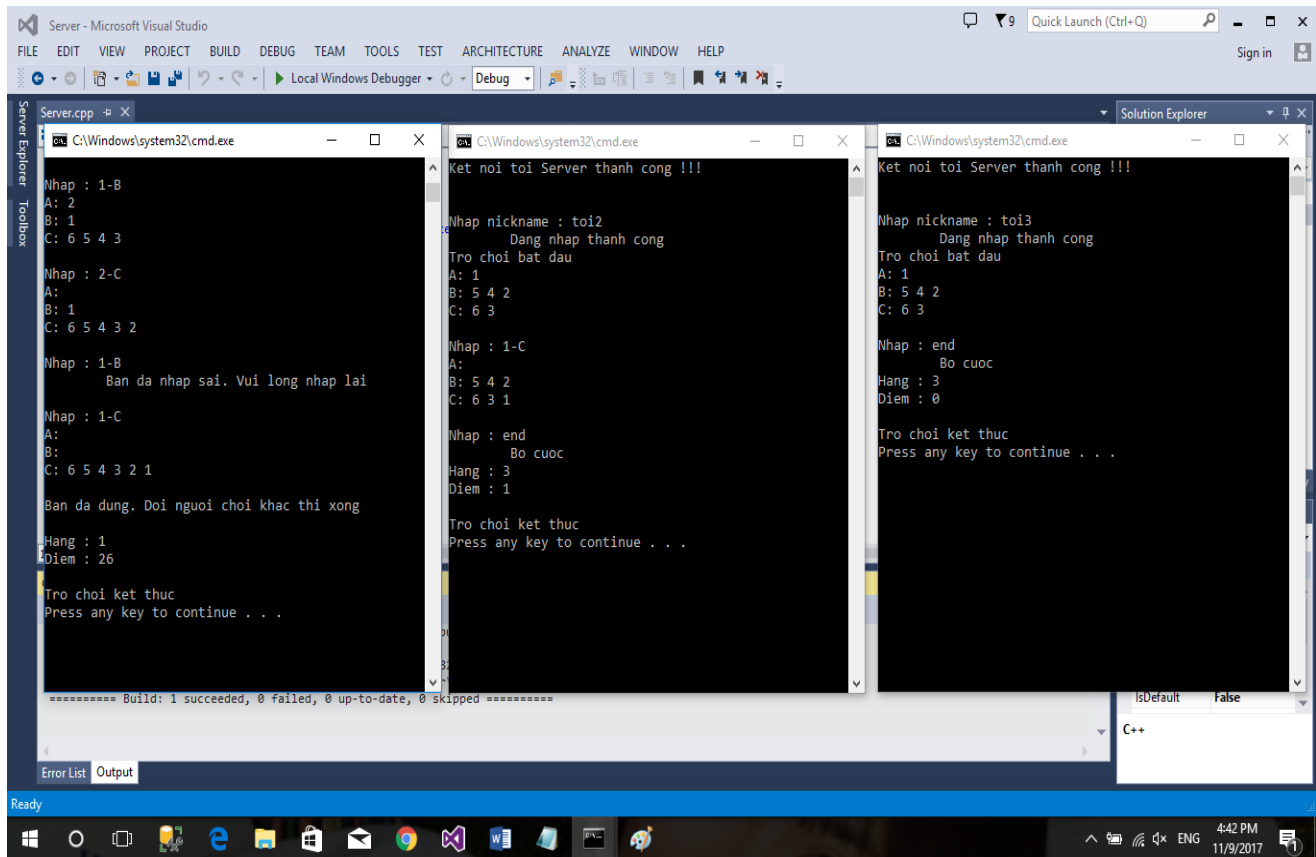 Server - Microsoft Visual Studio
9
Quick Launch (Ctrl+Q)
FILE EDIT VIEW PROJECT BUILD DEBUG TEAM TOOLS TEST ARCHITECTURE ANALYZE WINDOW HELP
Sign in
Local Windows Debugger
Debug
Server Explorer
Toolbox
Server.cpp
Solution Explorer
C:\Windows\system32\cmd.exe
Nhap : 1-B
A: 2
B: 1
C: 6 5 4 3
Nhap : 2-C
A:
B: 1
C: 6 5 4 3 2
Nhap : 1-B
Ban da nhap sai. Vui long nhap lai
Nhap : 1-C
A:
B:
C: 6 5 4 3 2 1
Ban da dung. Doi nguoi choi khac thi xong
Hang : 1
Diem : 26
Tro choi ket thuc
Press any key to continue . . .
C:\Windows\system32\cmd.exe
Ket noi toi Server thanh cong !!!
Nhap nickname : toi2
Dang nhap thanh cong
Tro choi bat dau
A: 1
B: 5 4 2
C: 6 3
Nhap : 1-C
A:
B: 5 4 2
C: 6 3 1
Nhap : end
Bo cuoc
Hang : 3
Diem : 1
Tro choi ket thuc
Press any key to continue . . .
C:\Windows\system32\cmd.exe
Ket noi toi Server thanh cong !!!
Nhap nickname : toi3
Dang nhap thanh cong
Tro choi bat dau
A: 1
B: 5 4 2
C: 6 3
Nhap : end
Bo cuoc
Hang : 3
Diem : 0
Tro choi ket thuc
Press any key to continue . . .
========== Build: 1 succeeded, 0 failed, 0 up-to-date, 0 skipped ==========
IsDefault False
C++
Error List Output
Ready
ENG
4:42 PM
11/9/2017
1